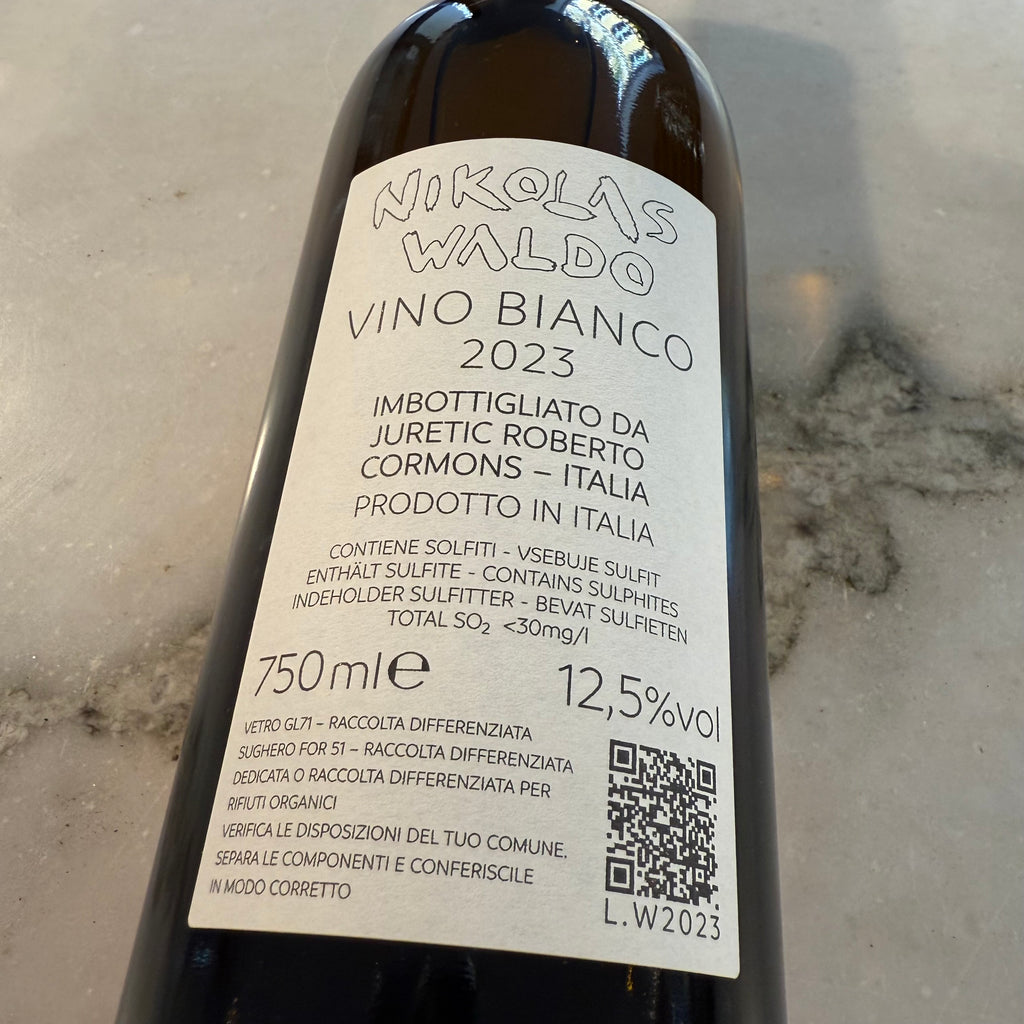 NIKOLAS
WALDO
VINO BIANCO
2023
IMBOTTIGLIATO DA
JURETIC ROBERTO
CORMONS – ITALIA
PRODOTTO IN ITALIA
CONTIENE SOLFITI - VSEBUJE SULFIT
ENTHÄLT SULFITE - CONTAINS SULPHITES
INDEHOLDER SULFITTER - BEVAT SULFIETEN
TOTAL SO₂ <30mg/l
750ml℮ 12,5%vol
VETRO GL71 – RACCOLTA DIFFERENZIATA
SUGHERO FOR 51 – RACCOLTA DIFFERENZIATA
DEDICATA O RACCOLTA DIFFERENZIATA PER
RIFIUTI ORGANICI
VERIFICA LE DISPOSIZIONI DEL TUO COMUNE.
SEPARA LE COMPONENTI E CONFERISCILE
IN MODO CORRETTO
L.W2023